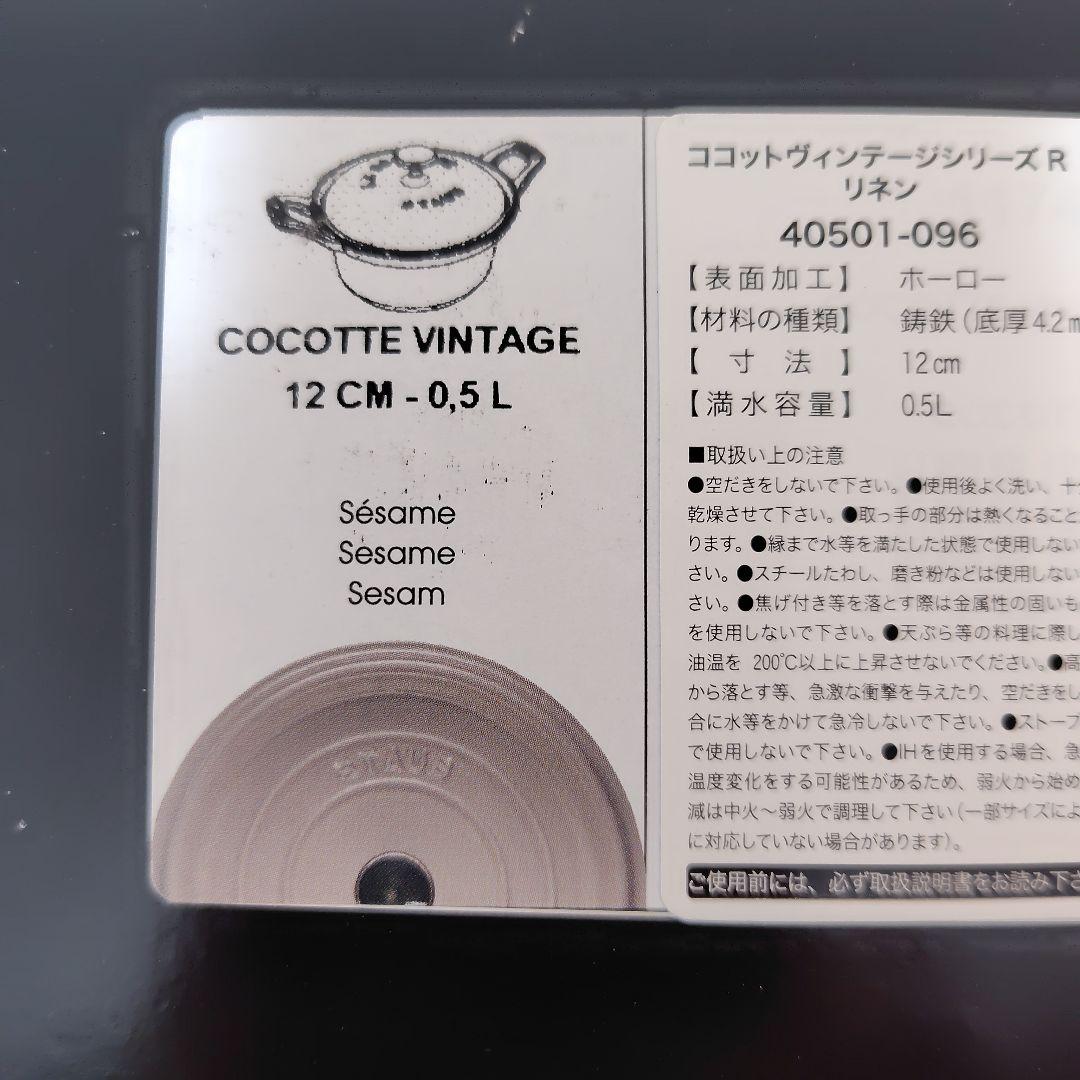 COCOTTE VINTAGE
12 CM - 0,5 L
Sésame
Sesame
Sesam
STAUB
ココットヴィンテージシリーズ R
リネン
40501-096
【表面加工】 ホーロー
【材料の種類】 鋳鉄(底厚4.2m
【寸法】 12cm
【満水容量】 0.5L
■取扱い上の注意
●空だきをしないで下さい。●使用後よく洗い、十分
乾燥させて下さい。●取っ手の部分は熱くなること
ります。●縁まで水等を満たした状態で使用しない
さい。●スチールたわし、磨き粉などは使用しない
さい。●焦げ付き等を落とす際は金属性の固いも
を使用しないで下さい。●天ぷら等の料理に際し
油温を 200℃以上に上昇させないでください。●高
から落とす等、急激な衝撃を与えたり、空だきをし
合に水等をかけて急冷しないで下さい。●ストーブ
で使用しないで下さい。●IHを使用する場合、急
温度変化をする可能性があるため、弱火から始め
減は中火～弱火で調理して下さい(一部サイズによ
に対応していない場合があります)。
ご使用前には、必ず取扱説明書をお読み下さ